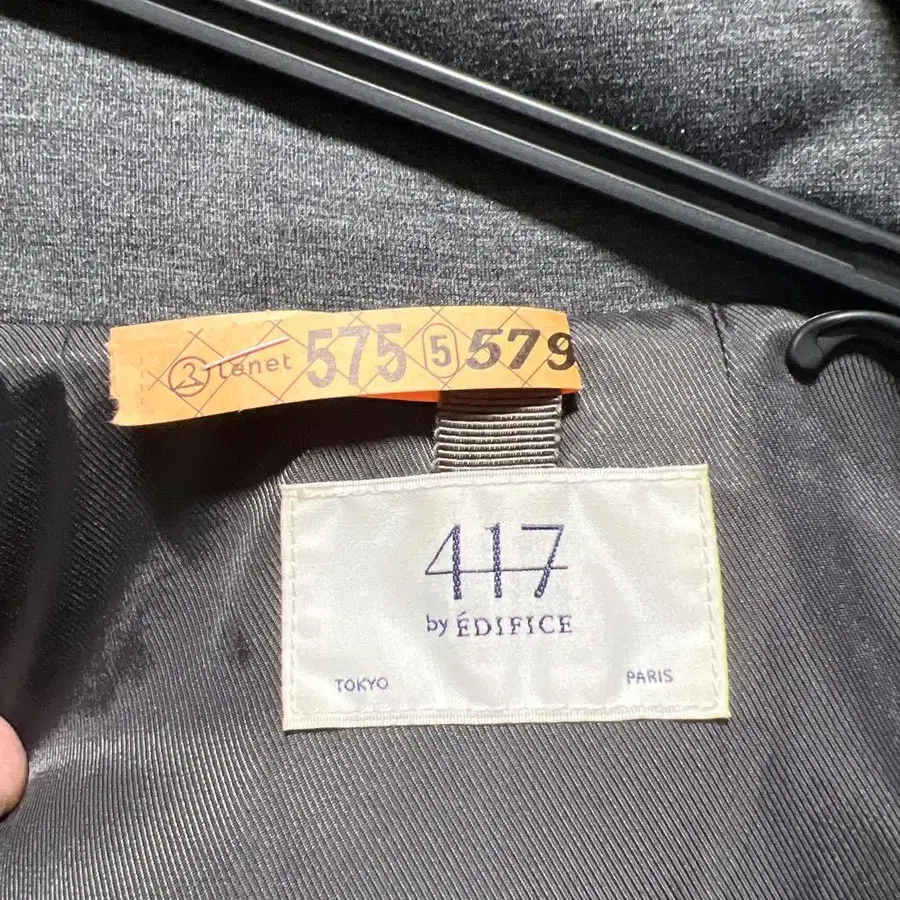 lenet 575 5 579
417
by ÉDIFICE
TOKYO PARIS